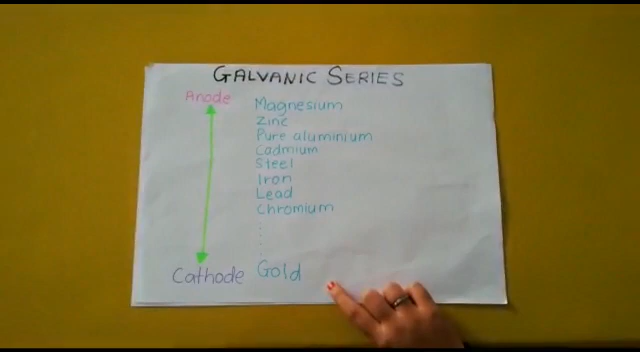 GALVANIC SERIES
Anode
Magnesium
Zinc
Pure aluminium
Cadmium
Steel
Iron
Lead
Chromium
Cathode
Gold